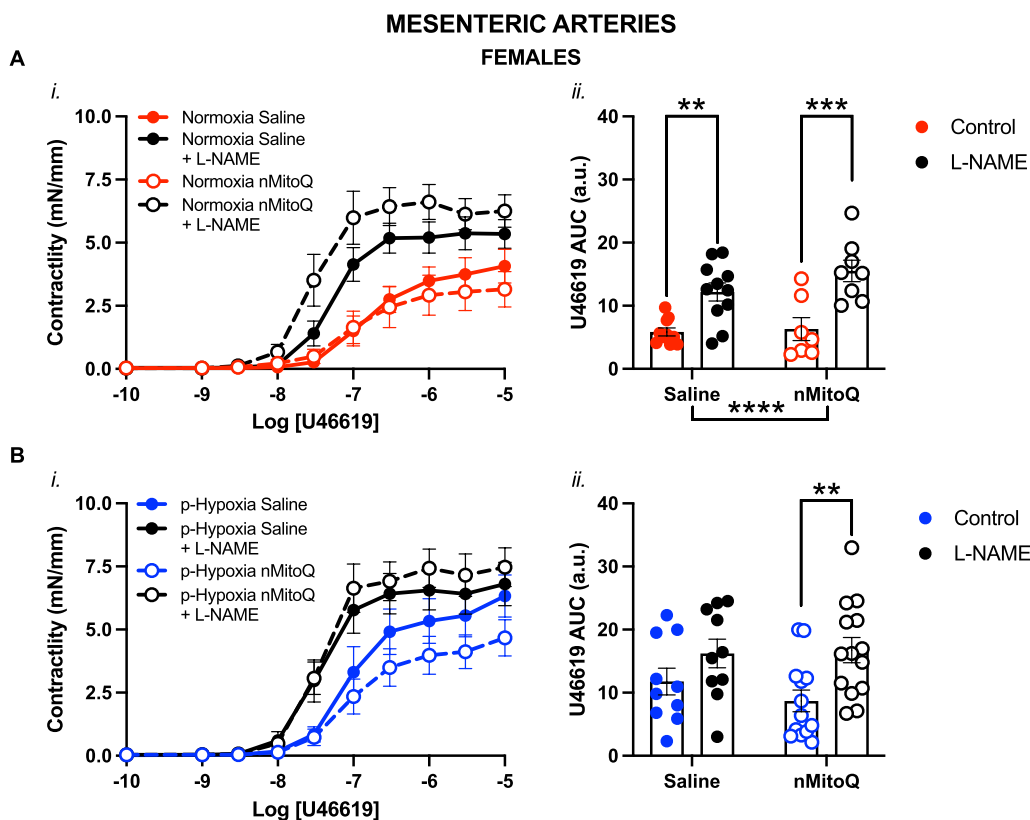 MESENTERIC ARTERIES
FEMALES
A
i.
Contractlity (mN/mm)
10.0
7.5
5.0
2.5
0.0
Normoxia Saline
Normoxia Saline
+ L-NAME
Normoxia nMitoQ
Normoxia nMitoQ
+ L-NAME
-10
-9
-8
-7
-6
-5
Log [U46619]
ii.
U46619 AUC (a.u.)
40
30
20
10
0
**
***
Saline
nMitoQ
****
Control
L-NAME
B
i.
Contractlity (mN/mm)
10.0
7.5
5.0
2.5
0.0
p-Hypoxia Saline
p-Hypoxia Saline
+ L-NAME
p-Hypoxia nMitoQ
p-Hypoxia nMitoQ
+ L-NAME
-10
-9
-8
-7
-6
-5
Log [U46619]
ii.
U46619 AUC (a.u.)
40
30
20
10
0
**
Saline
nMitoQ
Control
L-NAME